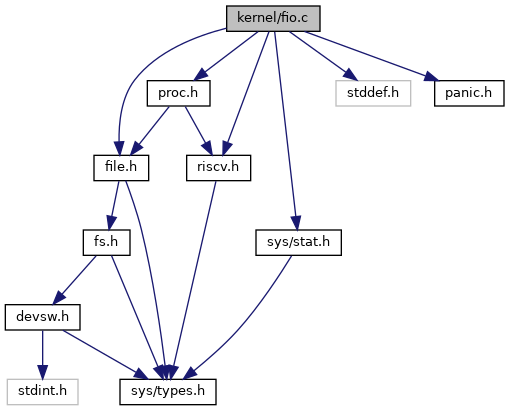 kernel/fio.c
proc.h
stddef.h
panic.h
file.h
riscv.h
fs.h
sys/stat.h
devsw.h
stdint.h
sys/types.h